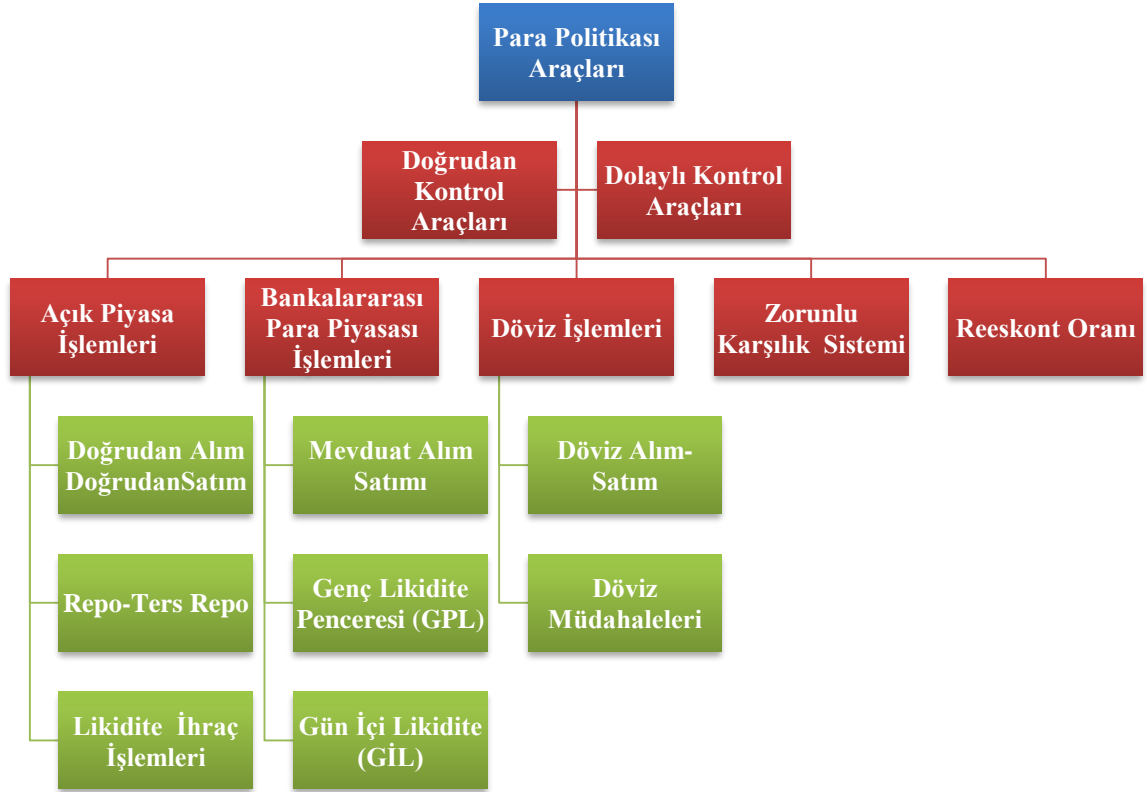 Para Politikası
Araçları
Doğrudan
Kontrol
Araçları
Dolaylı Kontrol
Araçları
Açık Piyasa
İşlemleri
Bankalararası
Para Piyasası
İşlemleri
Döviz İşlemleri
Zorunlu
Karşılık Sistemi
Reeskont Oranı
Doğrudan Alım
DoğrudanSatım
Mevduat Alım
Satımı
Döviz Alım-
Satım
Repo-Ters Repo
Genç Likidite
Penceresi (GPL)
Döviz
Müdahaleleri
Likidite İhraç
İşlemleri
Gün İçi Likidite
(GİL)